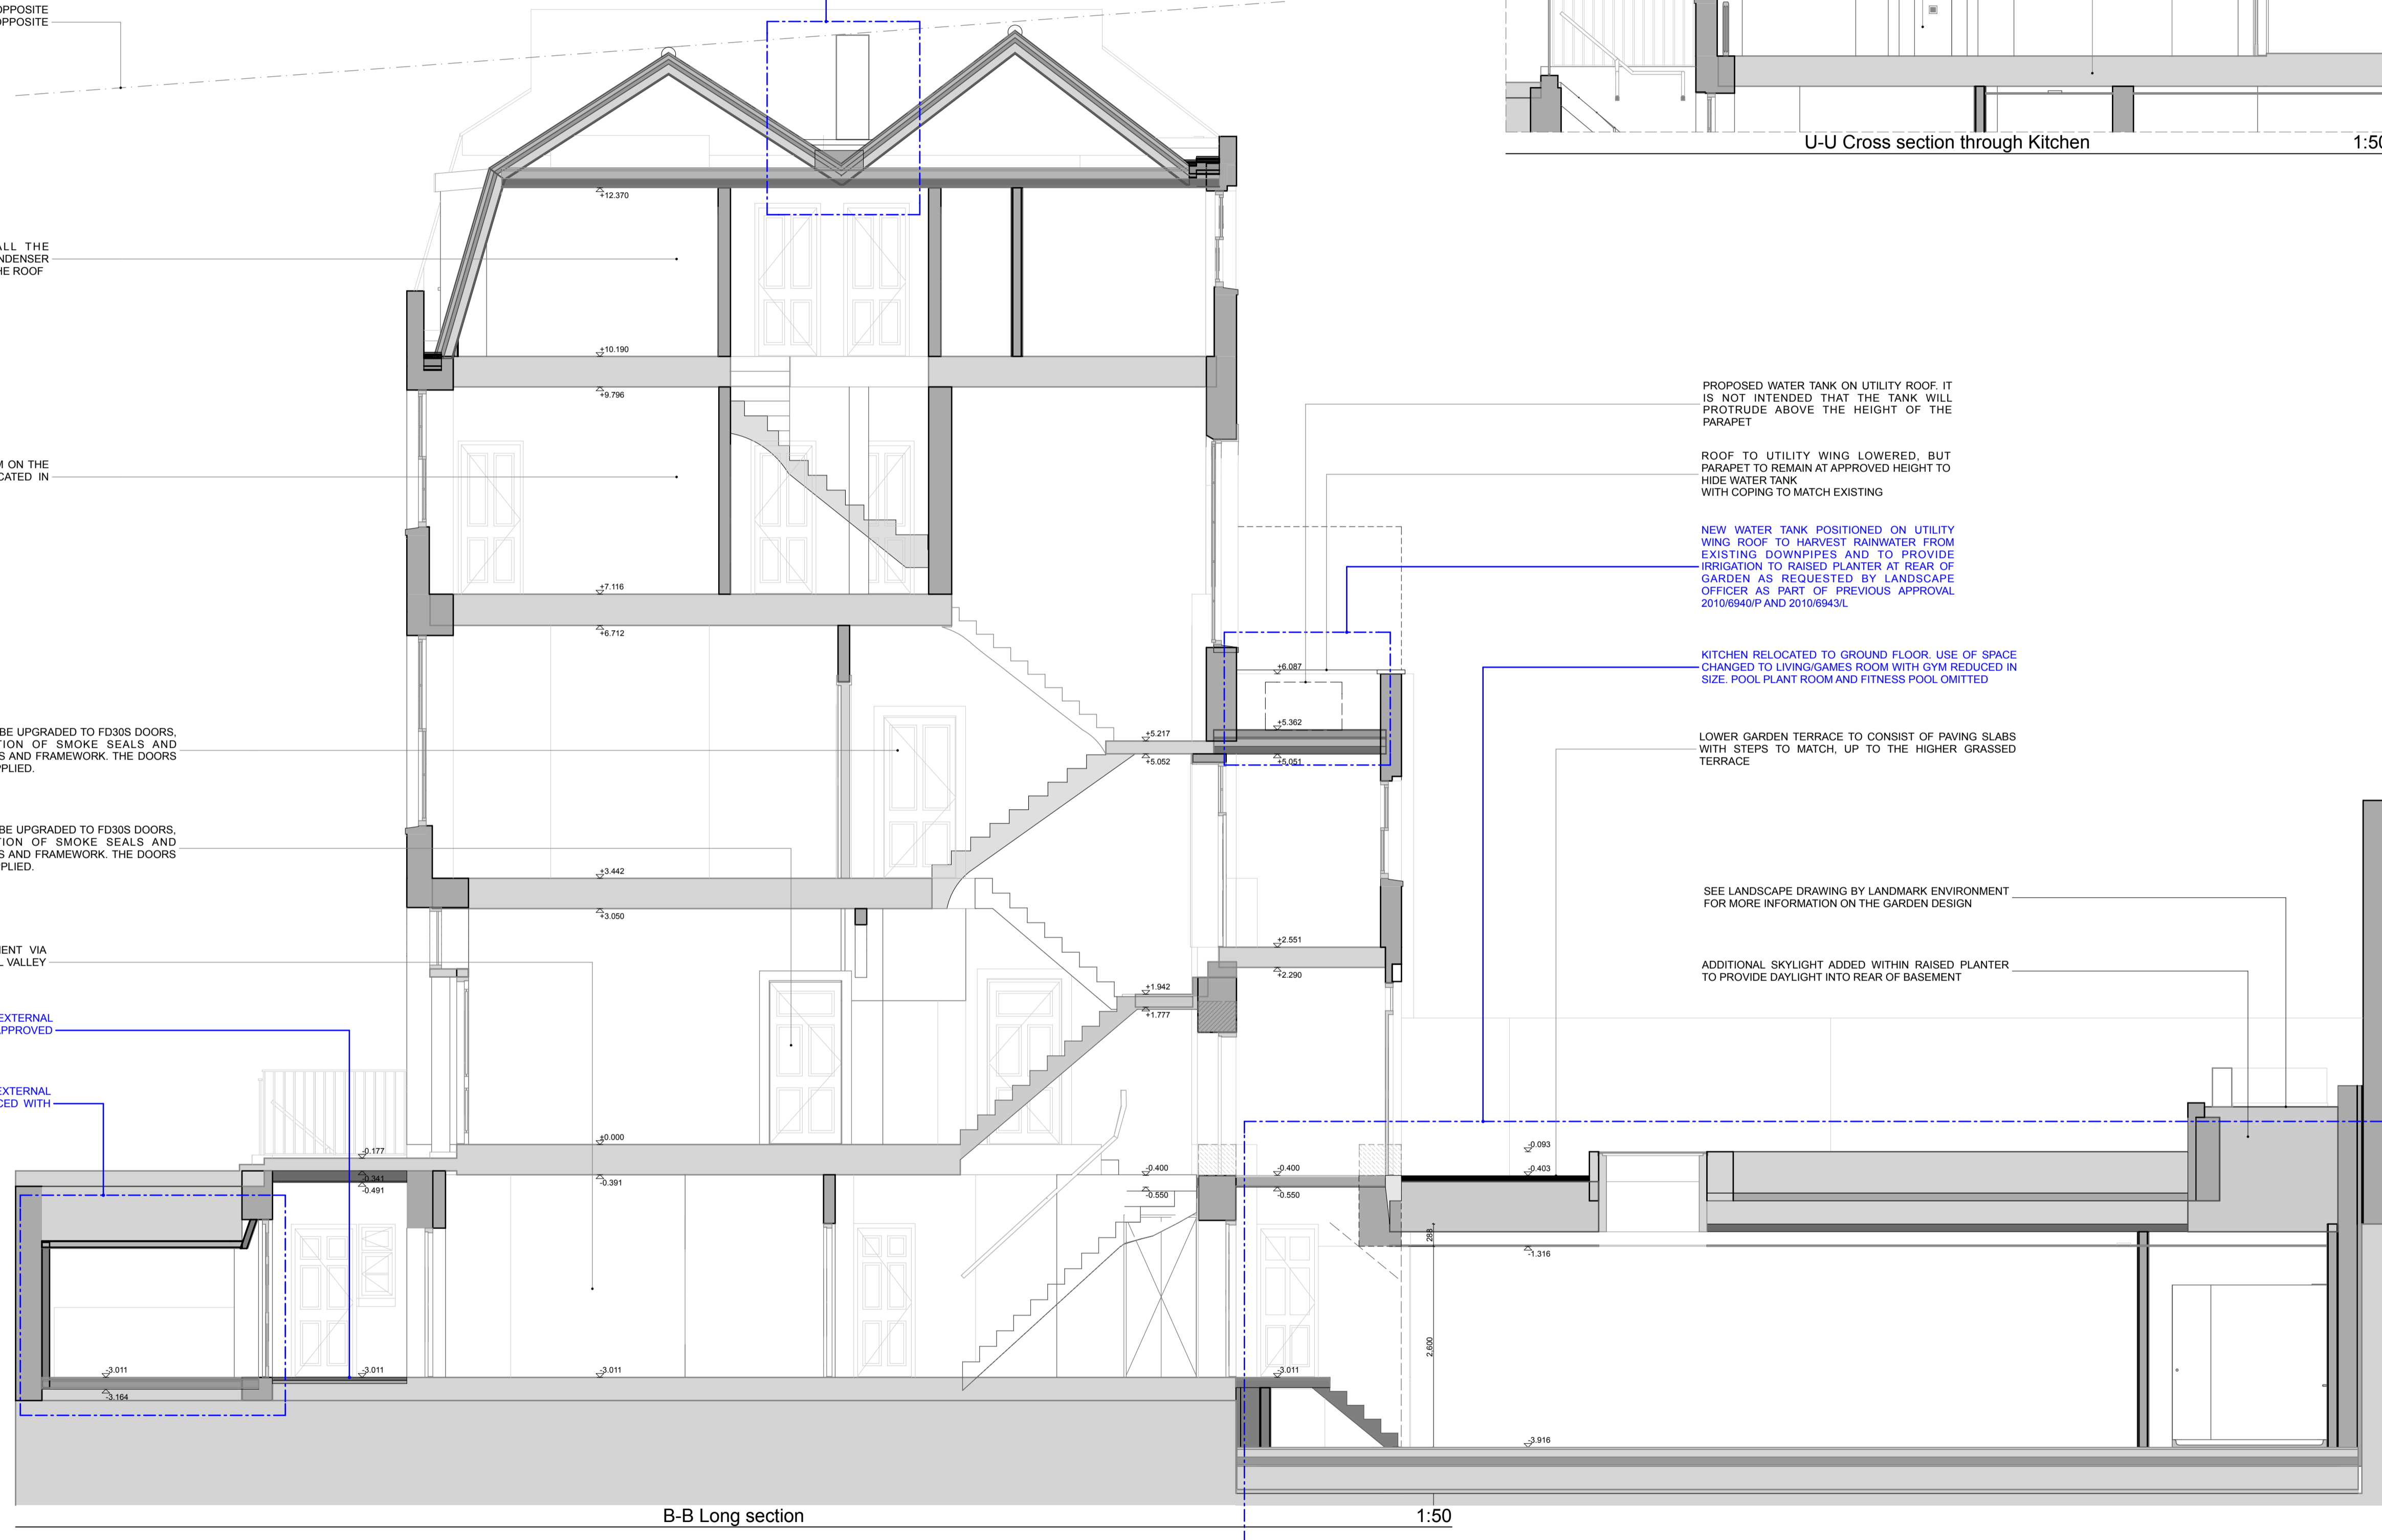 OPPOSITE
OPPOSITE
ALL THE
THE ROOF
ON THE
IN
BE UPGRADED TO FD30S DOORS,
OF SMOKE SEALS AND
AND FRAMEWORK. THE DOORS
BE UPGRADED TO FD30S DOORS,
OF SMOKE SEALS AND
AND FRAMEWORK. THE DOORS
VIA
VALLEY
EXTERNAL
APPROVED
EXTERNAL
WITH
U-U Cross section through Kitchen
PROPOSED WATER TANK ON UTILITY ROOF. IT
IS NOT INTENDED THAT THE TANK WILL
PROTRUDE ABOVE THE HEIGHT OF THE
PARAPET
ROOF TO UTILITY WING LOWERED, BUT
PARAPET TO REMAIN AT APPROVED HEIGHT TO
HIDE WATER TANK
WITH COPING TO MATCH EXISTING
NEW WATER TANK POSITIONED ON UTILITY
WING ROOF TO HARVEST RAINWATER FROM
EXISTING DOWNPIPES AND TO PROVIDE
IRRIGATION TO RAISED PLANTER AT REAR OF
GARDEN AS REQUESTED BY LANDSCAPE
OFFICER AS PART OF PREVIOUS APPROVAL
2010/6940/P AND 2010/6943/L
KITCHEN RELOCATED TO GROUND FLOOR. USE OF SPACE
CHANGED TO LIVING/GAMES ROOM WITH GYM REDUCED IN
SIZE. POOL PLANT ROOM AND FITNESS POOL OMITTED
LOWER GARDEN TERRACE TO CONSIST OF PAVING SLABS
WITH STEPS TO MATCH, UP TO THE HIGHER GRASSED
TERRACE
SEE LANDSCAPE DRAWING BY LANDMARK ENVIRONMENT
FOR MORE INFORMATION ON THE GARDEN DESIGN
ADDITIONAL SKYLIGHT ADDED WITHIN RAISED PLANTER
TO PROVIDE DAYLIGHT INTO REAR OF BASEMENT
+12.370
+10.190
+9.796
+7.116
+6.712
+6.087
+5.362
+5.217
+5.052
+5.051
+3.442
+3.050
+2.551
+2.290
+1.942
+1.777
+0.000
-0.177
-0.341
-0.491
-0.391
-0.400
-0.550
-0.400
-0.550
-0.093
-0.403
288
-1.316
2.600
-3.011
-3.164
-3.011
-3.011
-3.011
-3.916
B-B Long section
1:50